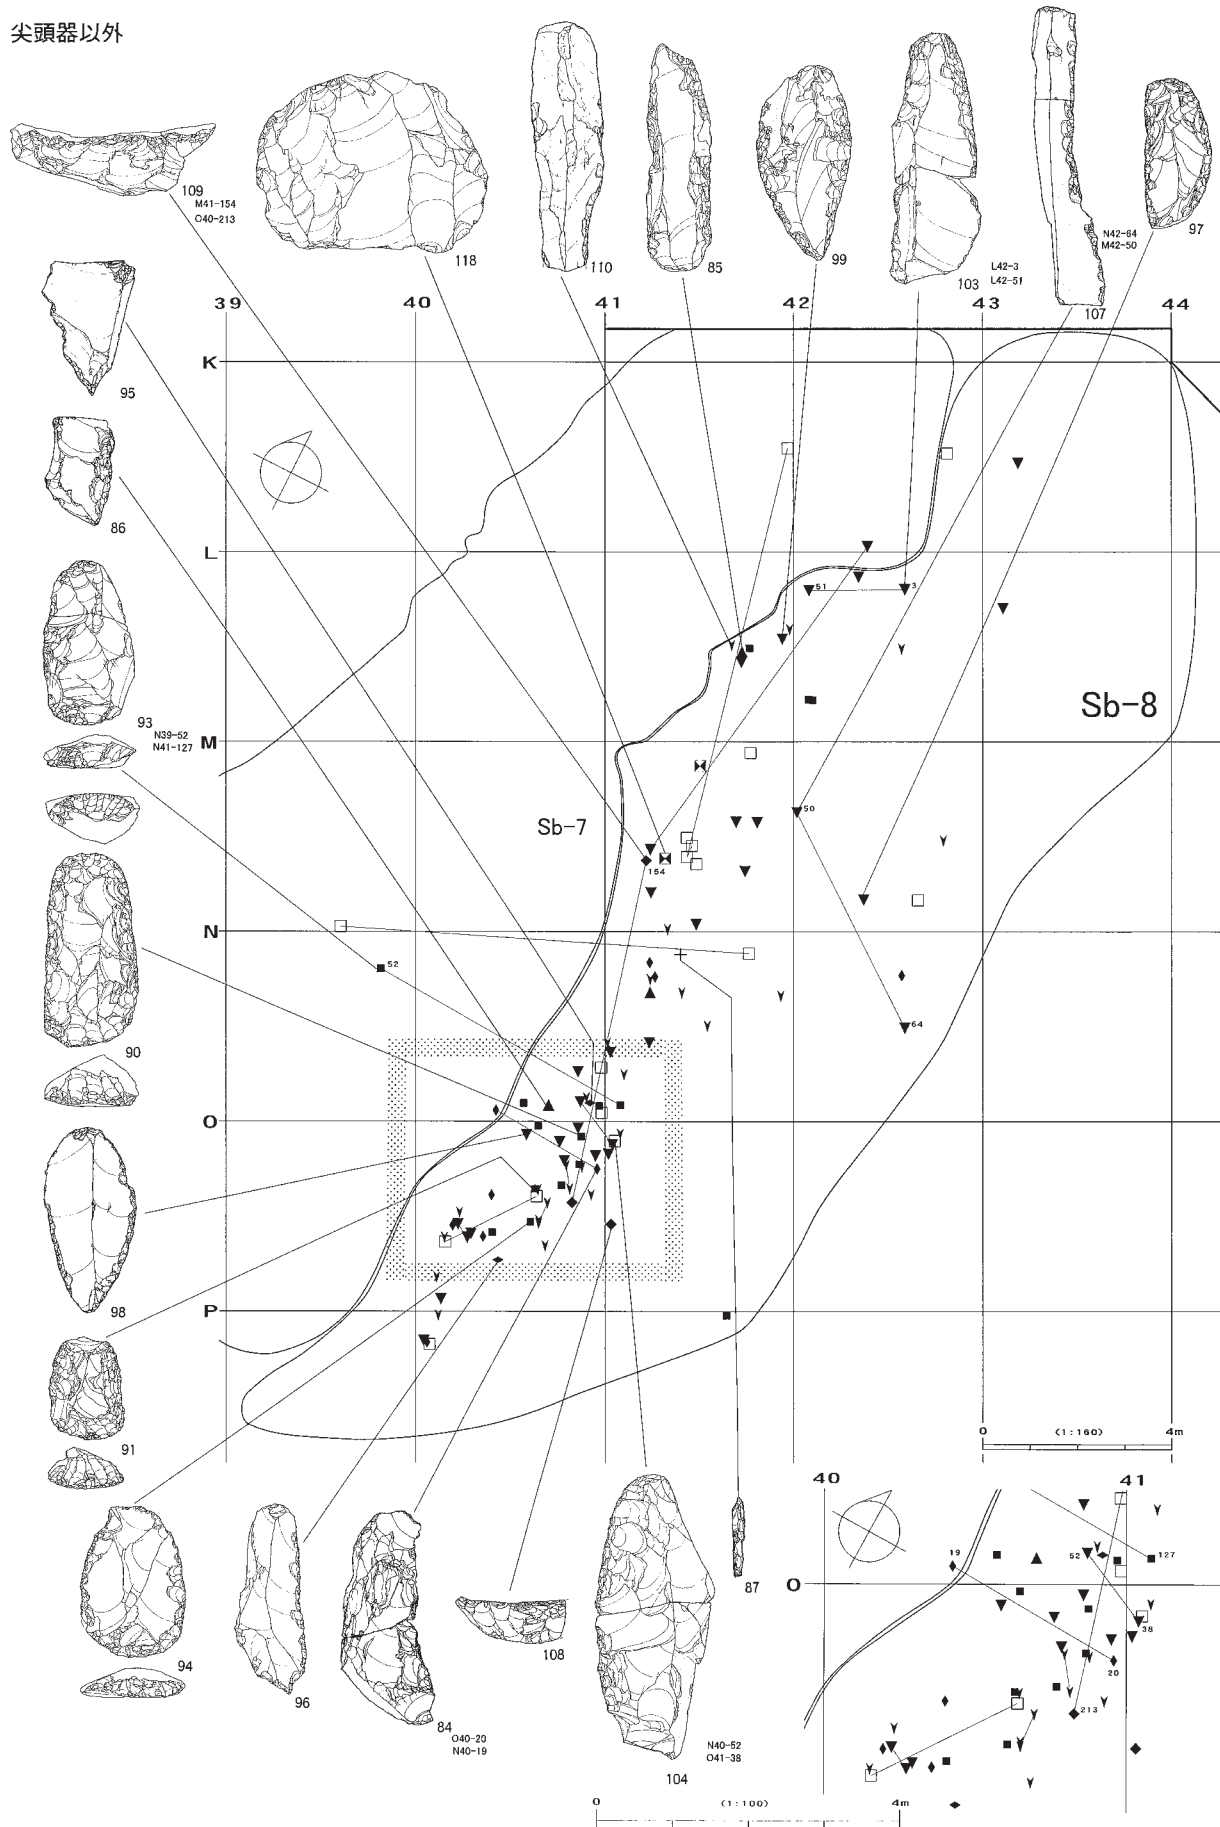 尖頭器以外
109
M41-154
O40-213
118
110
85
99
103
L42-3
L42-51
N42-64
M42-50
107
97
39 40 41 42 43 44
K
95
86
L
51 3
Sb-8
93
N39-52
N41-127
M
Sb-7
50
154
N
52
64
90
O
98
P
91
0 (1:160) 4m
40 41
94
96
84
O40-20
N40-19
108
N40-52
O41-38
104
87
19 52 127
O
38
20
213
0 (1:100) 4m